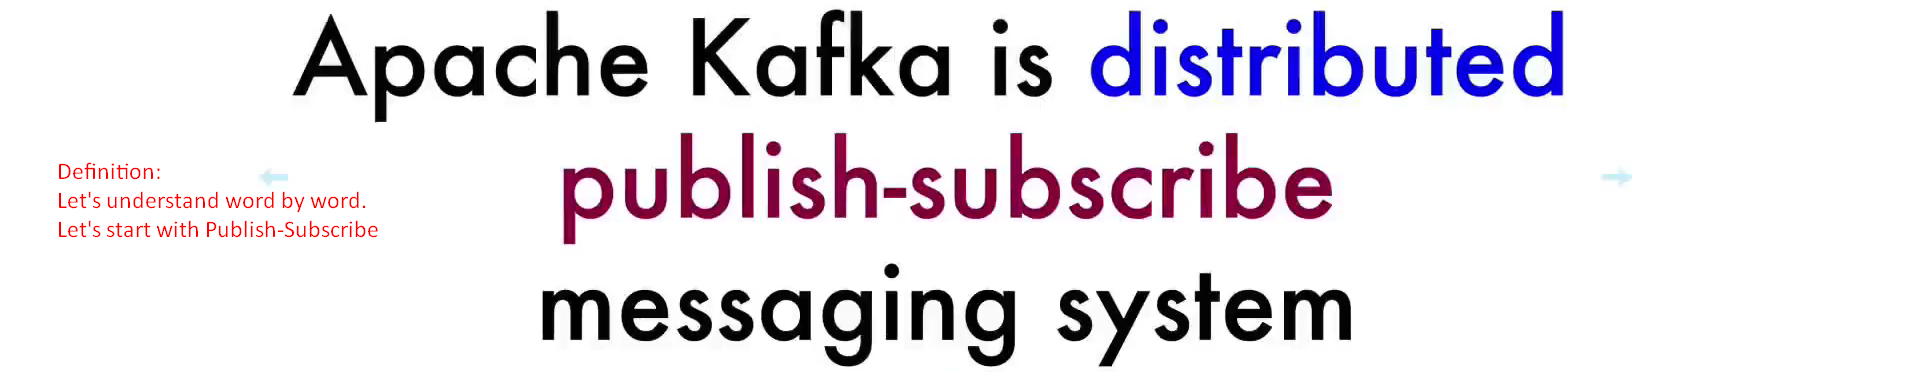 Apache Kafka is distributed
publish-subscribe
messaging system
Definition:
Let's understand word by word.
Let's start with Publish-Subscribe